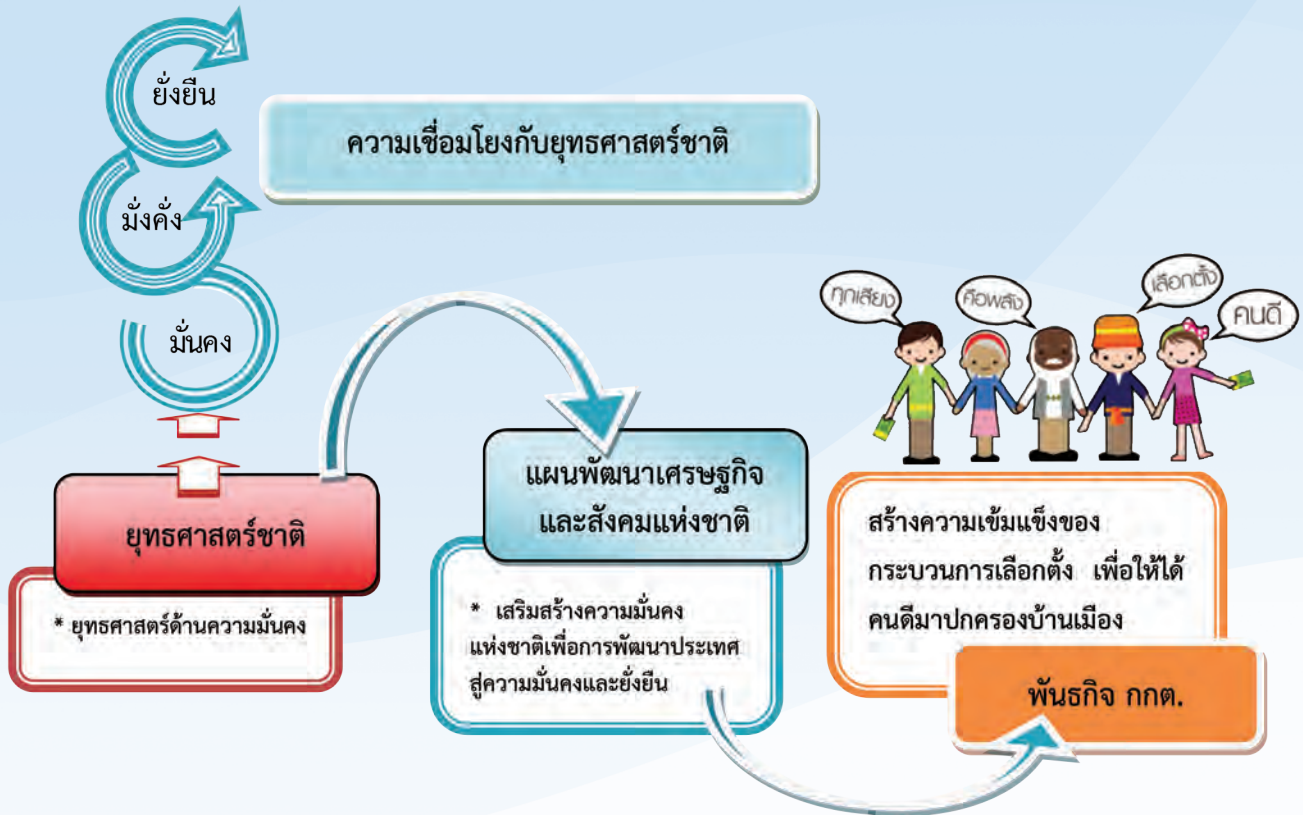 ยั่งยืน
มั่งคั่ง
มั่นคง
ความเชื่อมโยงกับยุทธศาสตร์ชาติ
ยุทธศาสตร์ชาติ
* ยุทธศาสตร์ด้านความมั่นคง
แผนพัฒนาเศรษฐกิจ
และสังคมแห่งชาติ
* เสริมสร้างความมั่นคง
แห่งชาติเพื่อการพัฒนาประเทศ
สู่ความมั่นคงและยั่งยืน
ทุกเสียง
คือพลัง
เลือกตั้ง
คนดี
สร้างความเข้มแข็งของ
กระบวนการเลือกตั้ง เพื่อให้ได้
คนดีมาปกครองบ้านเมือง
พันธกิจ กกต.